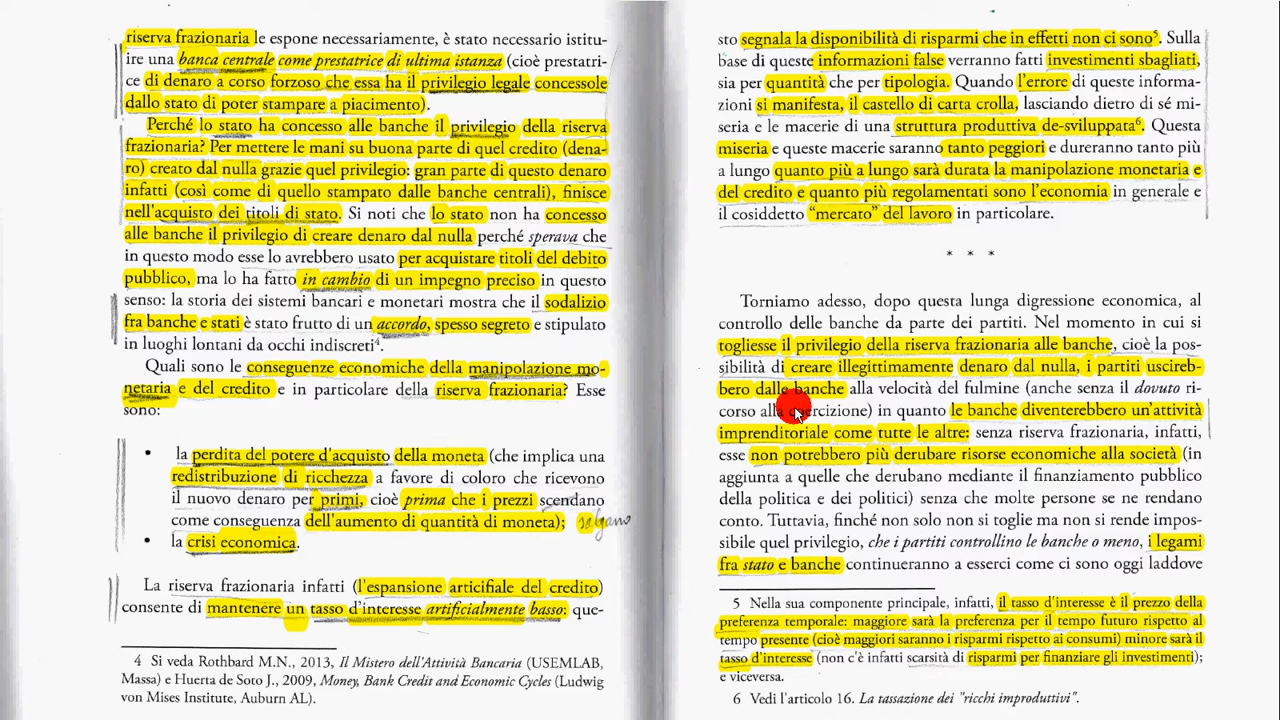 riserva frazionaria le espone necessariamente, è stato necessario istitu-
ire una banca centrale come prestatrice di ultima istanza (cioè prestatri-
ce di denaro a corso forzoso che essa ha il privilegio legale concessole
dallo stato di poter stampare a piacimento).
Perché lo stato ha concesso alle banche il privilegio della riserva
frazionaria? Per mettere le mani su buona parte di quel credito (dena-
ro) creato dal nulla grazie quel privilegio: gran parte di questo denaro
infatti (così come di quello stampato dalle banche centrali), finisce
nell'acquisto dei titoli di stato. Si noti che lo stato non ha concesso
alle banche il privilegio di creare denaro dal nulla perché sperava che
in questo modo esse lo avrebbero usato per acquistare titoli del debito
pubblico, ma lo ha fatto in cambio di un impegno preciso in questo
senso: la storia dei sistemi bancari e monetari mostra che il sodalizio
fra banche e stati è stato frutto di un accordo, spesso segreto e stipulato
in luoghi lontani da occhi indiscreti4.
Quali sono le conseguenze economiche della manipolazione mo-
netaria e del credito e in particolare della riserva frazionaria? Esse
sono:
• la perdita del potere d'acquisto della moneta (che implica una
redistribuzione di ricchezza a favore di coloro che ricevono
il nuovo denaro per primi, cioè prima che i prezzi scendano
come conseguenza dell'aumento di quantità di moneta); salgano
• la crisi economica.
La riserva frazionaria infatti (l'espansione artificiale del credito)
consente di mantenere un tasso d'interesse artificialmente basso: que-
4 Si veda Rothbard M.N., 2013, Il Mistero dell'Attività Bancaria (USEMLAB,
Massa) e Huerta de Soto J., 2009, Money, Bank Credit and Economic Cycles (Ludwig
von Mises Institute, Auburn AL).
sto segnala la disponibilità di risparmi che in effetti non ci sono5. Sulla
base di queste informazioni false verranno fatti investimenti sbagliati,
sia per quantità che per tipologia. Quando l'errore di queste informa-
zioni si manifesta, il castello di carta crolla, lasciando dietro di sé mi-
seria e le macerie di una struttura produttiva de-sviluppata6. Questa
miseria e queste macerie saranno tanto peggiori e dureranno tanto più
a lungo quanto più a lungo sarà durata la manipolazione monetaria e
del credito e quanto più regolamentati sono l'economia in generale e
il cosiddetto "mercato" del lavoro in particolare.
* * *
Torniamo adesso, dopo questa lunga digressione economica, al
controllo delle banche da parte dei partiti. Nel momento in cui si
togliesse il privilegio della riserva frazionaria alle banche, cioè la pos-
sibilità di creare illegittimamente denaro dal nulla, i partiti uscireb-
bero dalle banche alla velocità del fulmine (anche senza il dovuto ri-
corso alla coercizione) in quanto le banche diventerebbero un'attività
imprenditoriale come tutte le altre: senza riserva frazionaria, infatti,
esse non potrebbero più derubare risorse economiche alla società (in
aggiunta a quelle che derubano mediante il finanziamento pubblico
della politica e dei politici) senza che molte persone se ne rendano
conto. Tuttavia, finché non solo non si toglie ma non si rende impos-
sibile quel privilegio, che i partiti controllino le banche o meno, i legami
fra stato e banche continueranno a esserci come ci sono oggi laddove
5 Nella sua componente principale, infatti, il tasso d'interesse è il prezzo della
preferenza temporale: maggiore sarà la preferenza per il tempo futuro rispetto al
tempo presente (cioè maggiori saranno i risparmi rispetto ai consumi) minore sarà il
tasso d'interesse (non c'è infatti scarsità di risparmi per finanziare gli investimenti);
e viceversa.
6 Vedi l'articolo 16. La tassazione dei "ricchi improduttivi".